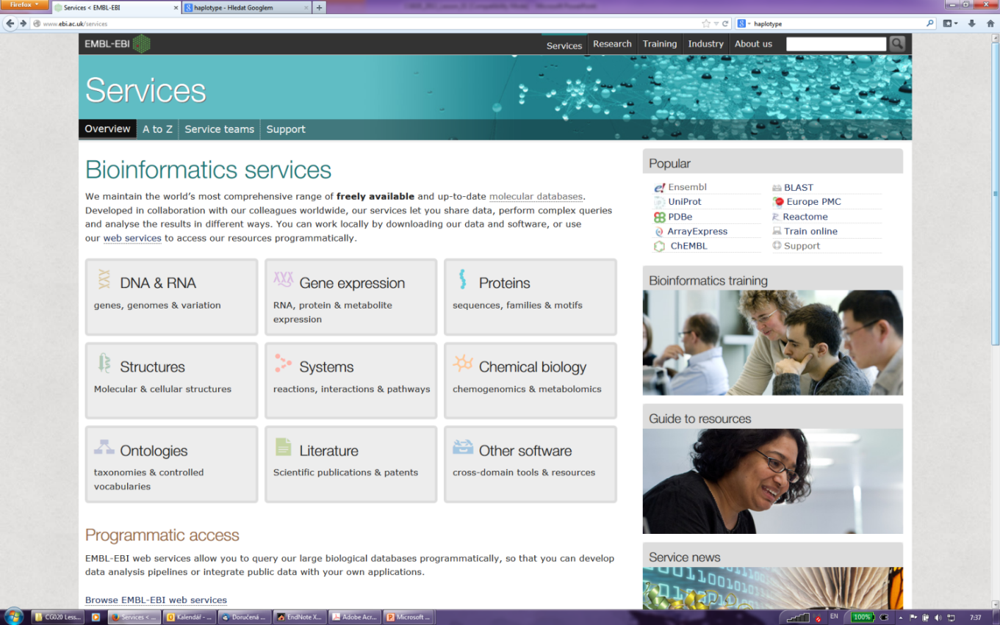 Firefox
Services < EMBL-EBI
haplotype - Hledat Googlem
www.ebi.ac.uk/services
haplotype
EMBL-EBI
Services
Research
Training
Industry
About us
Services
Overview
A to Z
Service teams
Support
Bioinformatics services
We maintain the world's most comprehensive range of freely available and up-to-date molecular databases.
Developed in collaboration with our colleagues worldwide, our services let you share data, perform complex queries
and analyse the results in different ways. You can work locally by downloading our data and software, or use
our web services to access our resources programmatically.
DNA & RNA
genes, genomes & variation
Gene expression
RNA, protein & metabolite
expression
Proteins
sequences, families & motifs
Structures
Molecular & cellular structures
Systems
reactions, interactions & pathways
Chemical biology
chemogenomics & metabolomics
Ontologies
taxonomies & controlled
vocabularies
Literature
Scientific publications & patents
Other software
cross-domain tools & resources
Programmatic access
EMBL-EBI web services allow you to query our large biological databases programmatically, so that you can develop
data analysis pipelines or integrate public data with your own applications.
Browse EMBL-EBI web services
Popular
Ensembl
BLAST
UniProt
Europe PMC
PDBe
Reactome
ArrayExpress
Train online
ChEMBL
Support
Bioinformatics training
Guide to resources
Service news
CG020 Less...
Services < ...
Kalendář - ...
Doručená ...
EndNote X...
Adobe Acr...
Microsoft ...
EN
100%
7:37